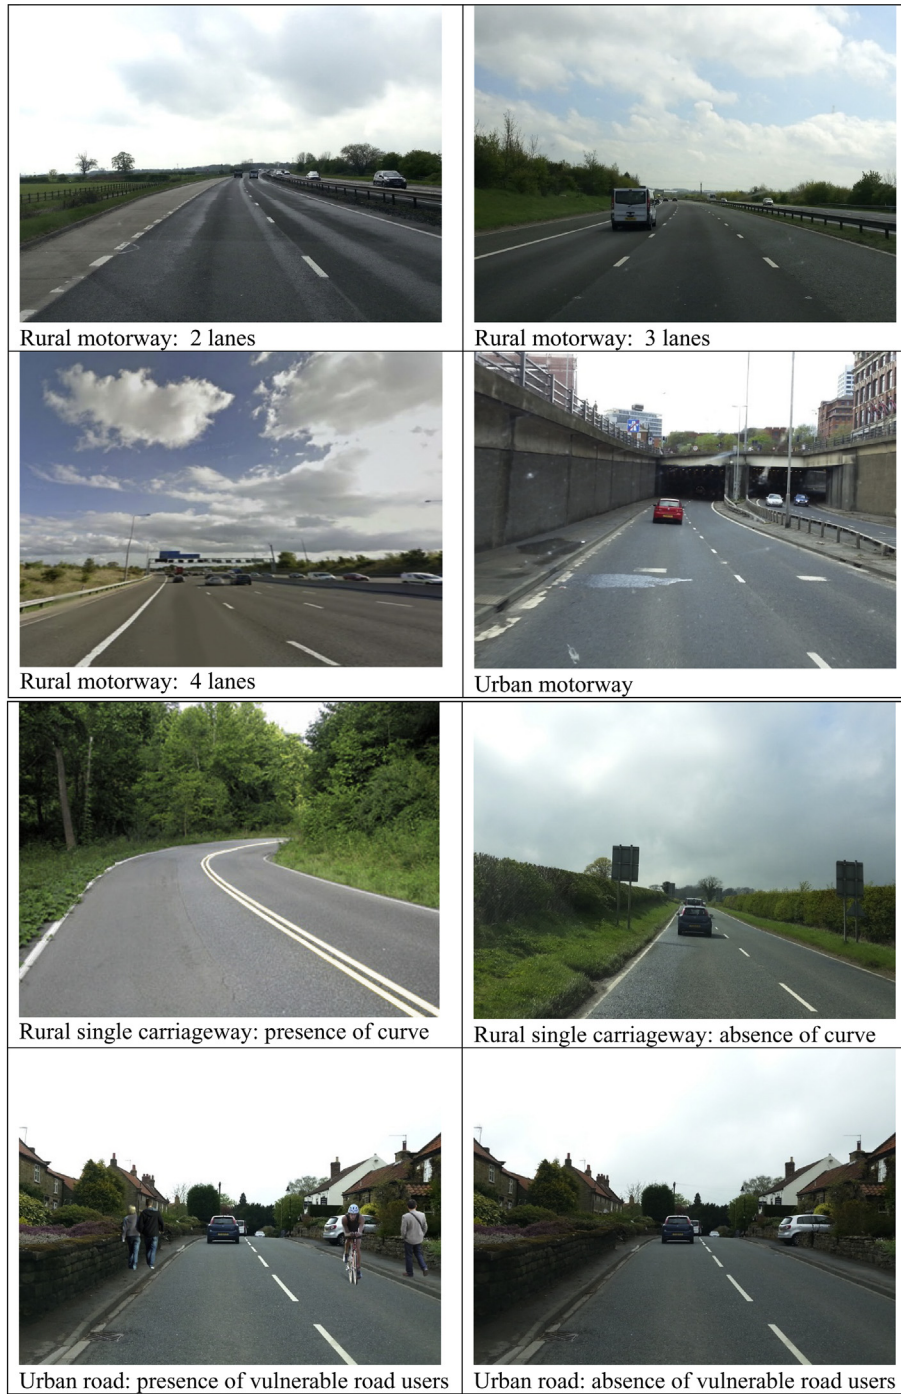 Rural motorway:  2 lanes
Rural motorway:  3 lanes
Rural motorway:  4 lanes
Urban motorway
Rural single carriageway: presence of curve
Rural single carriageway: absence of curve
Urban road: presence of vulnerable road users
Urban road: absence of vulnerable road users